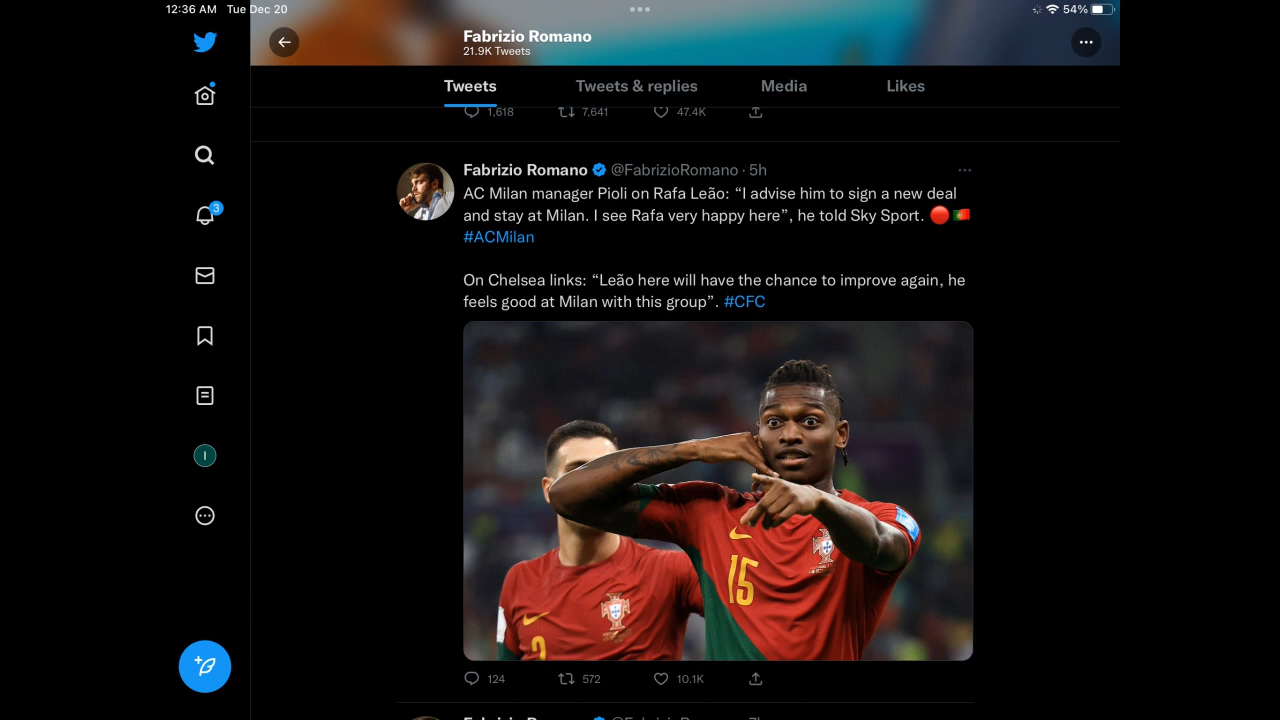 12:36 AM Tue Dec 20
54%
Fabrizio Romano
21.9K Tweets
Tweets
Tweets & replies
Media
Likes
1,618
7,641
47.4K
3
I
Fabrizio Romano @FabrizioRomano · 5h
AC Milan manager Pioli on Rafa Leão: “I advise him to sign a new deal
and stay at Milan. I see Rafa very happy here”, he told Sky Sport. 🔴🇵🇹
#ACMilan
On Chelsea links: “Leão here will have the chance to improve again, he
feels good at Milan with this group”. #CFC
15
2
124
572
10.1K